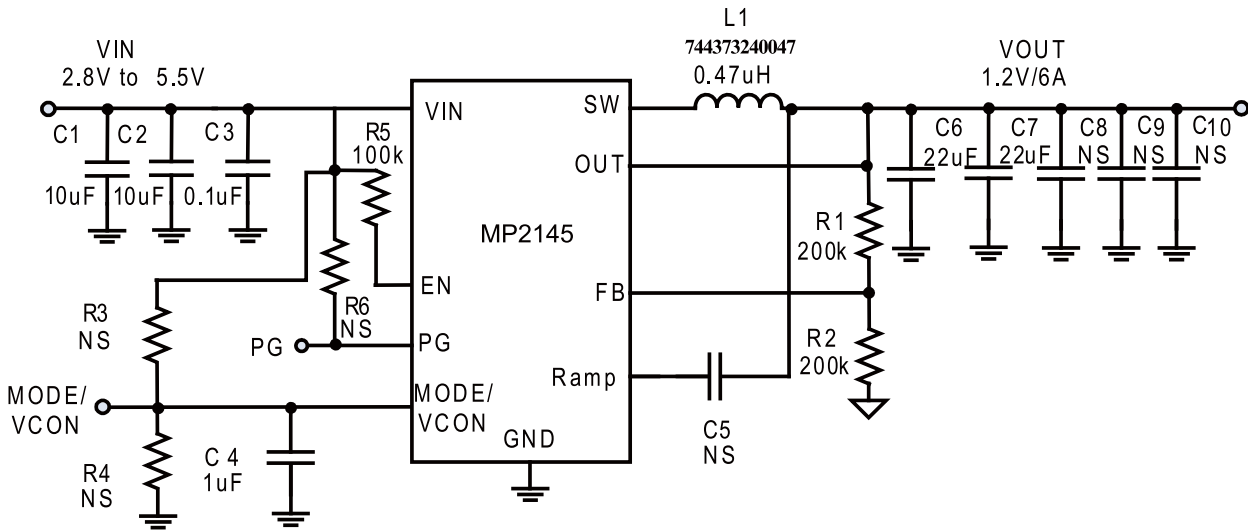 L1
744373240047
0.47uH
VIN
2.8V to 5.5V
VOUT
1.2V/6A
C1
C2
C3
10uF
10uF
0.1uF
R5
100k
VIN
SW
OUT
MP2145
EN
FB
PG
Ramp
MODE/
VCON
GND
C6
22uF
C7
22uF
C8
NS
C9
NS
C10
NS
R1
200k
R2
200k
R3
NS
R6
NS
PG
MODE/
VCON
R4
NS
C4
1uF
C5
NS